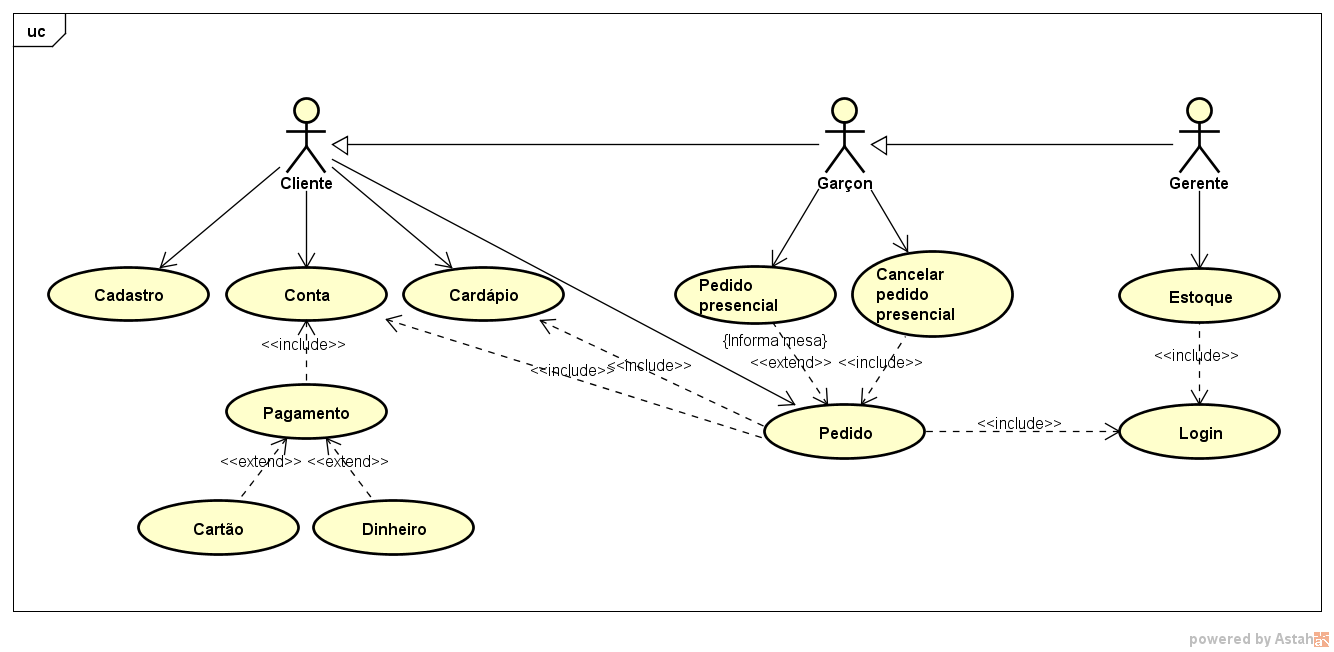 uc
Cliente
Garçon
Gerente
Cadastro
Conta
Cardápio
Pedido
presencial
Cancelar
pedido
presencial
Estoque
{Informa mesa}
<<include>>
<<include>>
<<include>>
<<extend>>
<<include>>
<<include>>
Pagamento
Pedido
<<include>>
Login
<<extend>>
<<extend>>
Cartão
Dinheiro
powered by Astah